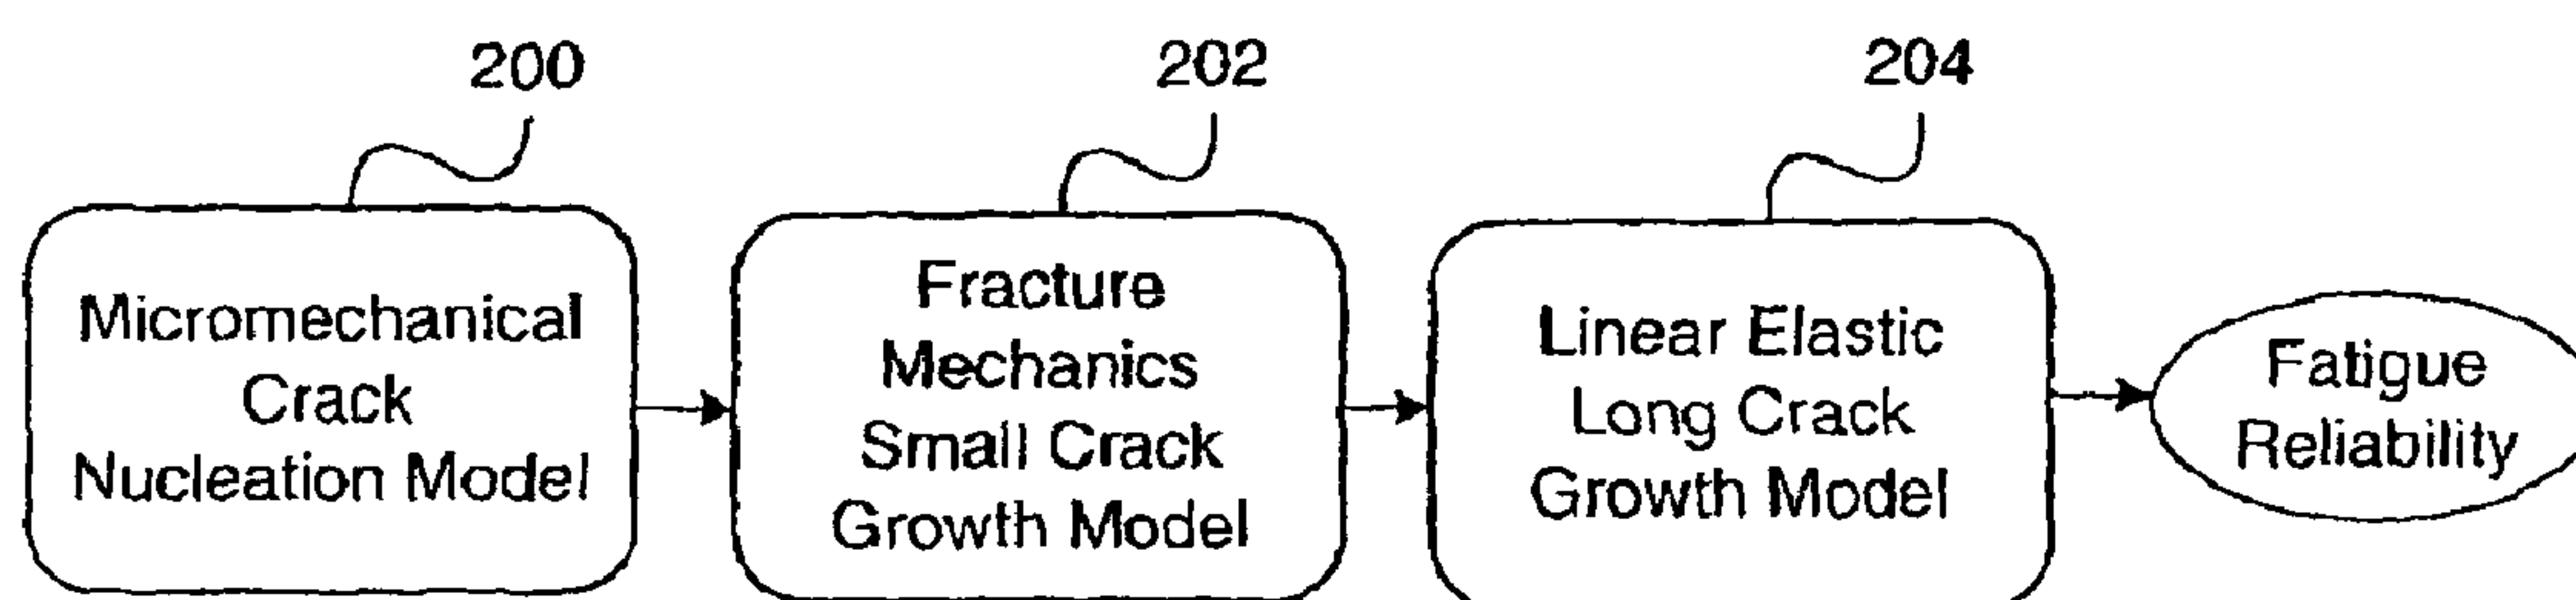 200
202
204
Micromechanical
Crack
Nucleation Model
Fracture
Mechanics
Small Crack
Growth Model
Linear Elastic
Long Crack
Growth Model
Fatigue
Reliability